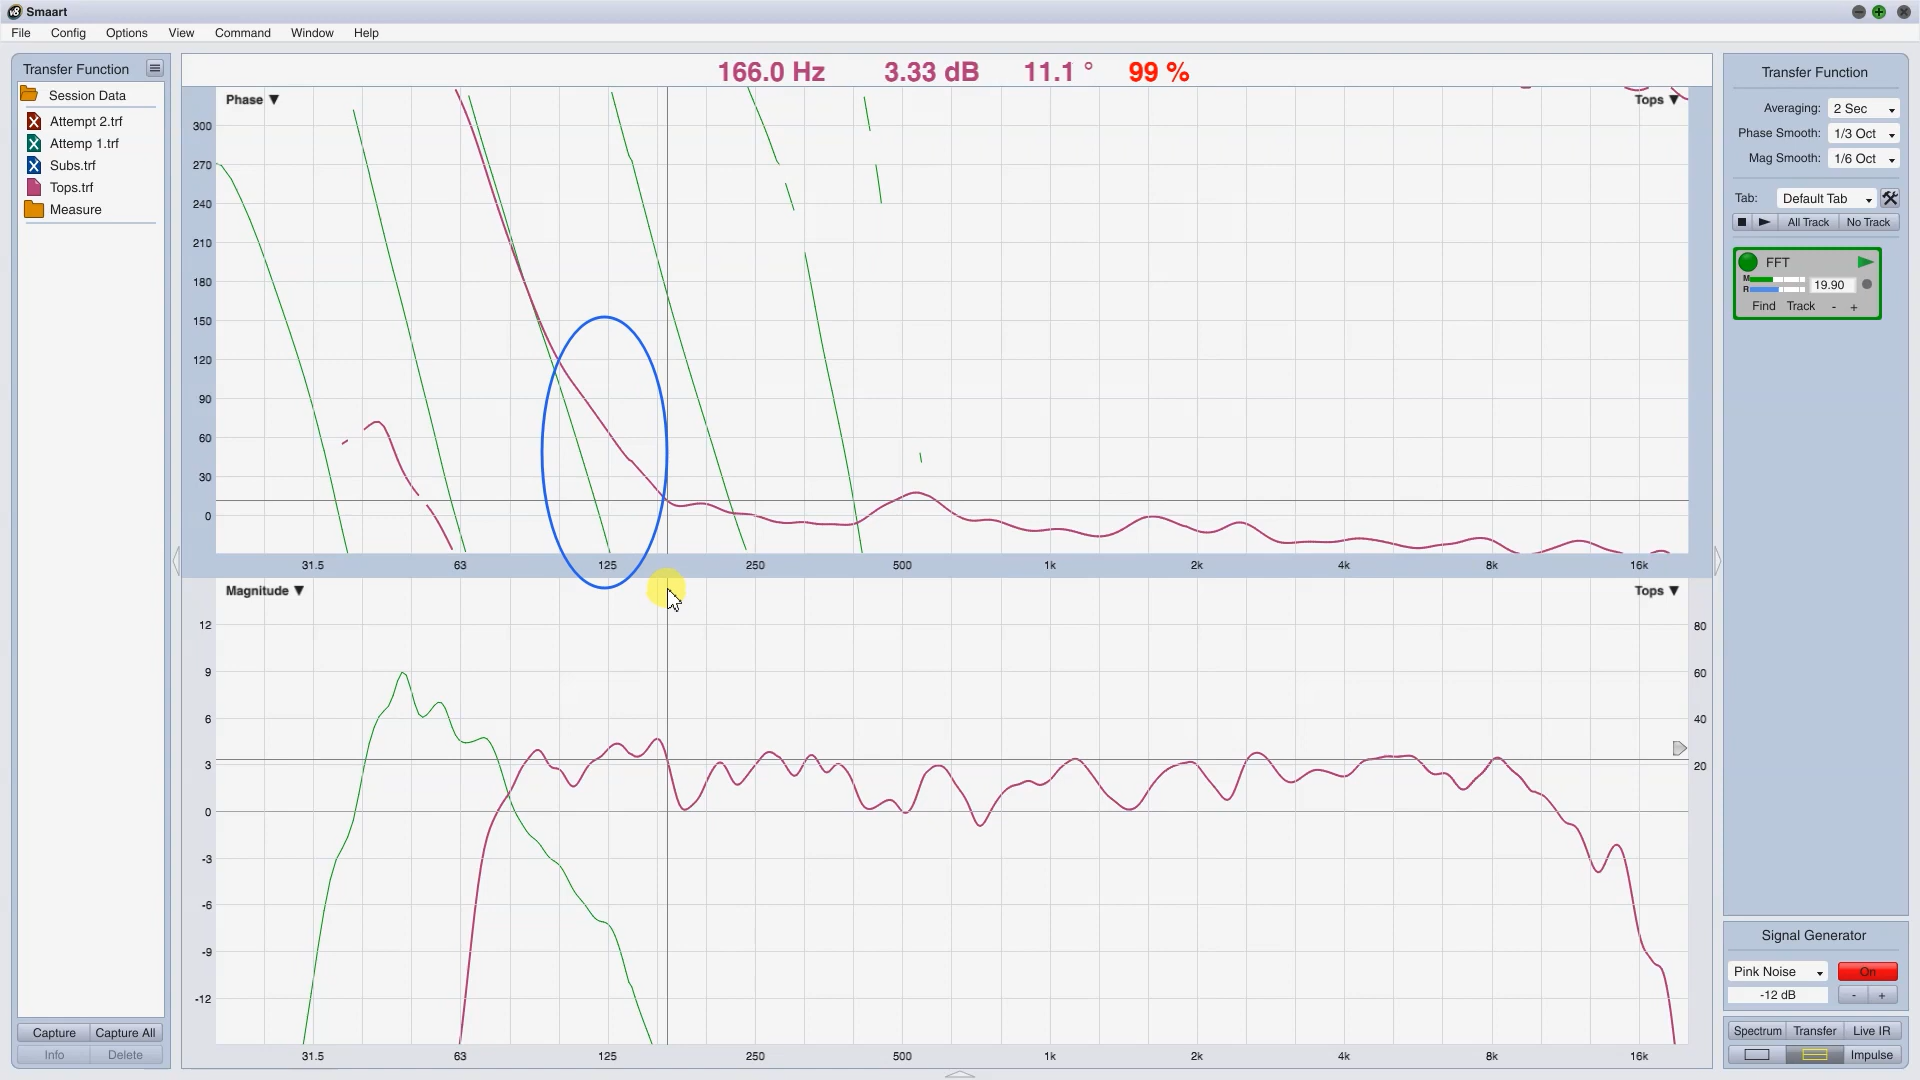 v8 Smaart
File Config Options View Command Window Help
Transfer Function
Session Data
Attempt 2.trf
Attemp 1.trf
Subs.trf
Tops.trf
Measure
Capture Capture All
Info Delete
166.0 Hz 3.33 dB 11.1 ° 99 %
Phase ▼ Tops ▼
300
270
240
210
180
150
120
90
60
30
0
31.5 63 125 250 500 1k 2k 4k 8k 16k
Magnitude ▼ Tops ▼
12 80
9 60
6 40
3 20
0
-3
-6
-9
-12
31.5 63 125 250 500 1k 2k 4k 8k 16k
Transfer Function
Averaging: 2 Sec
Phase Smooth: 1/3 Oct
Mag Smooth: 1/6 Oct
Tab: Default Tab
All Track No Track
FFT
M
R 19.90
Find Track - +
Signal Generator
Pink Noise On
-12 dB - +
Spectrum Transfer Live IR
Impulse